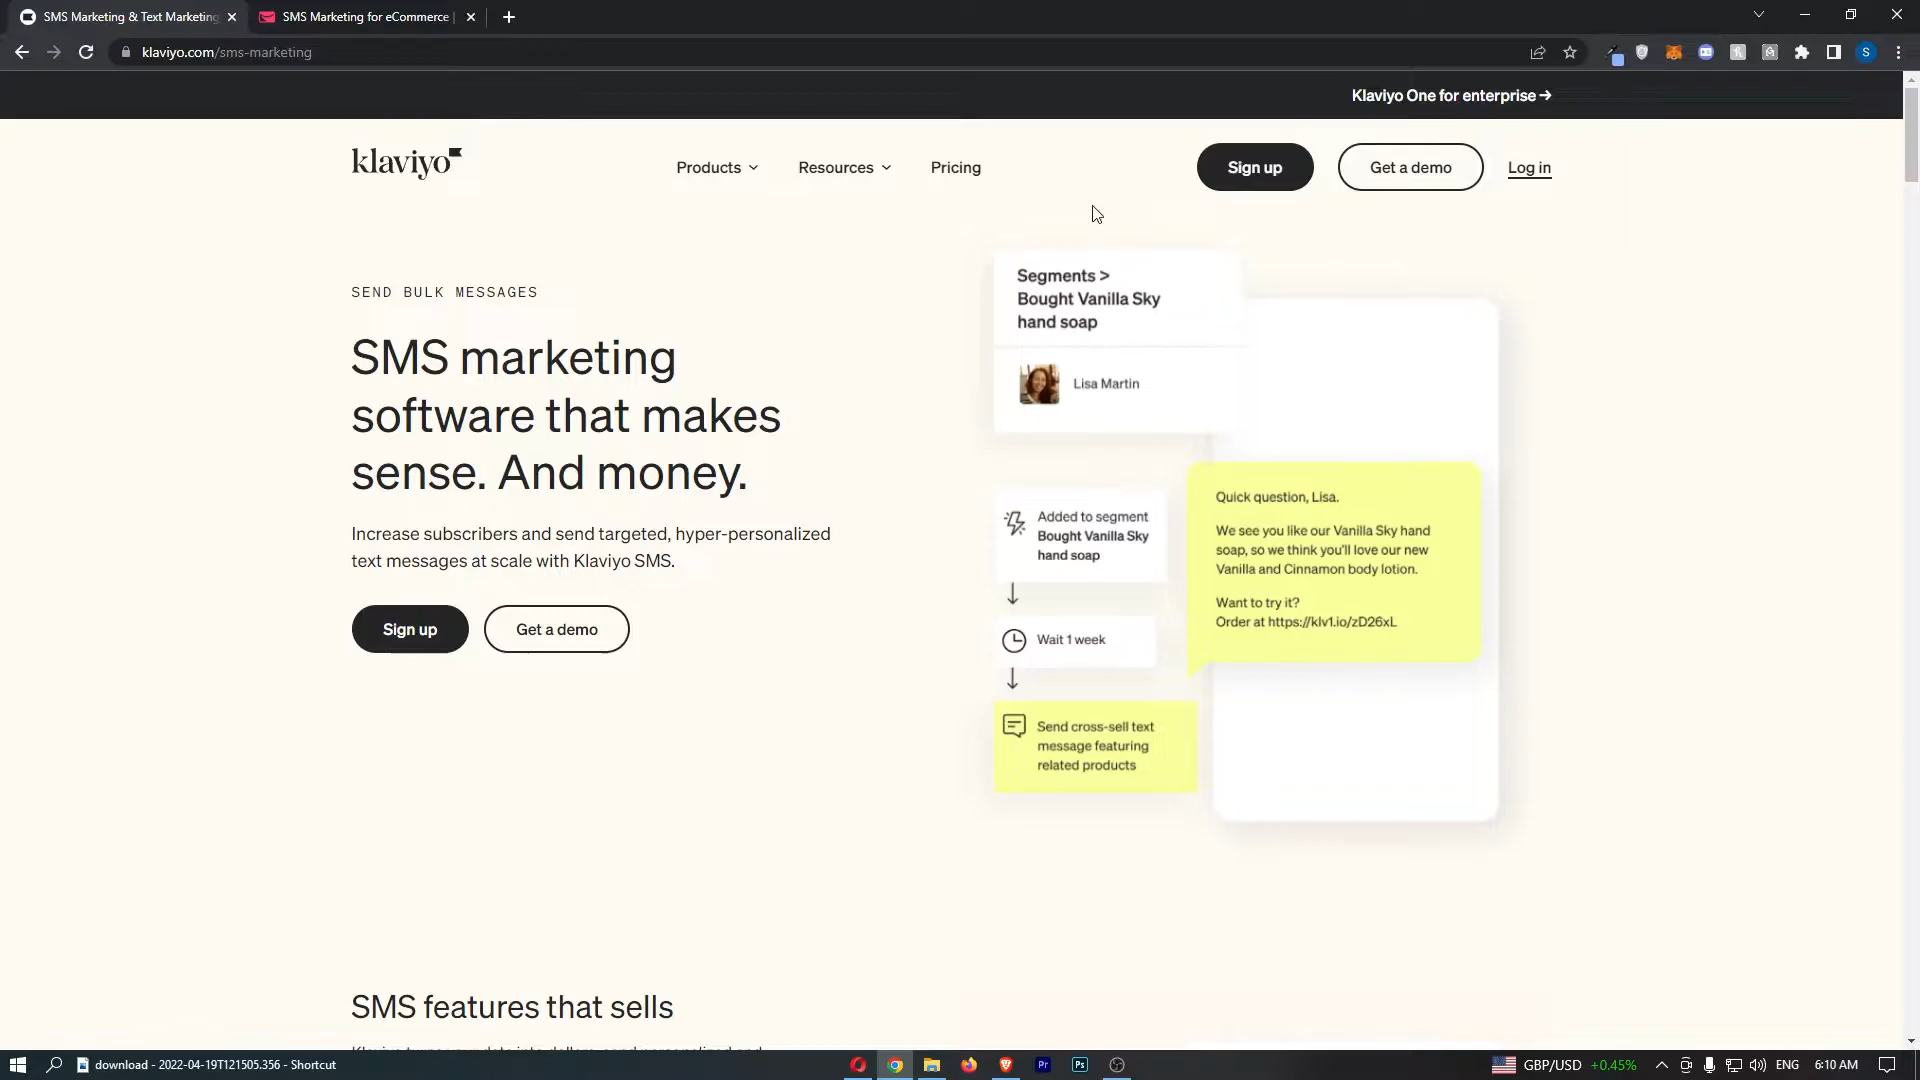 SMS Marketing & Text Marketing
SMS Marketing for eCommerce |
klaviyo.com/sms-marketing
S
Klaviyo One for enterprise →
klaviyo
Products
Resources
Pricing
Sign up
Get a demo
Log in
SEND BULK MESSAGES
SMS marketing
software that makes
sense. And money.
Increase subscribers and send targeted, hyper-personalized
text messages at scale with Klaviyo SMS.
Sign up
Get a demo
Segments >
Bought Vanilla Sky
hand soap
Lisa Martin
Added to segment
Bought Vanilla Sky
hand soap
Wait 1 week
Send cross-sell text
message featuring
related products
Quick question, Lisa.
We see you like our Vanilla Sky hand
soap, so we think you'll love our new
Vanilla and Cinnamon body lotion.
Want to try it?
Order at https://klv1.io/zD26xL
SMS features that sells
download - 2022-04-19T121505.356 - Shortcut
Pr
Ps
GBP/USD +0.45%
ENG
6:10 AM